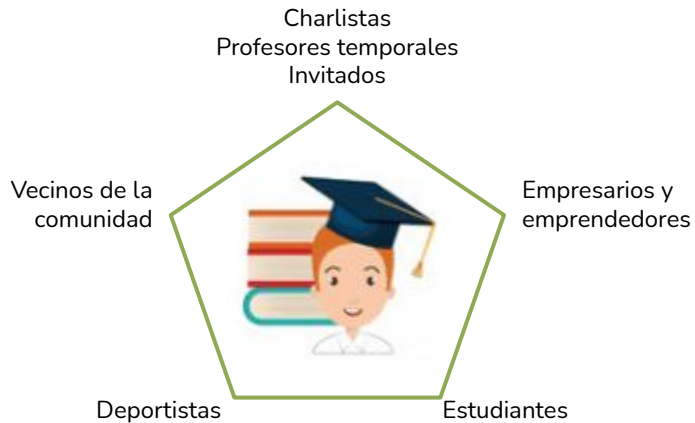 Charlistas
Profesores temporales
Invitados
Vecinos de la
comunidad
Empresarios y
emprendedores
Deportistas
Estudiantes